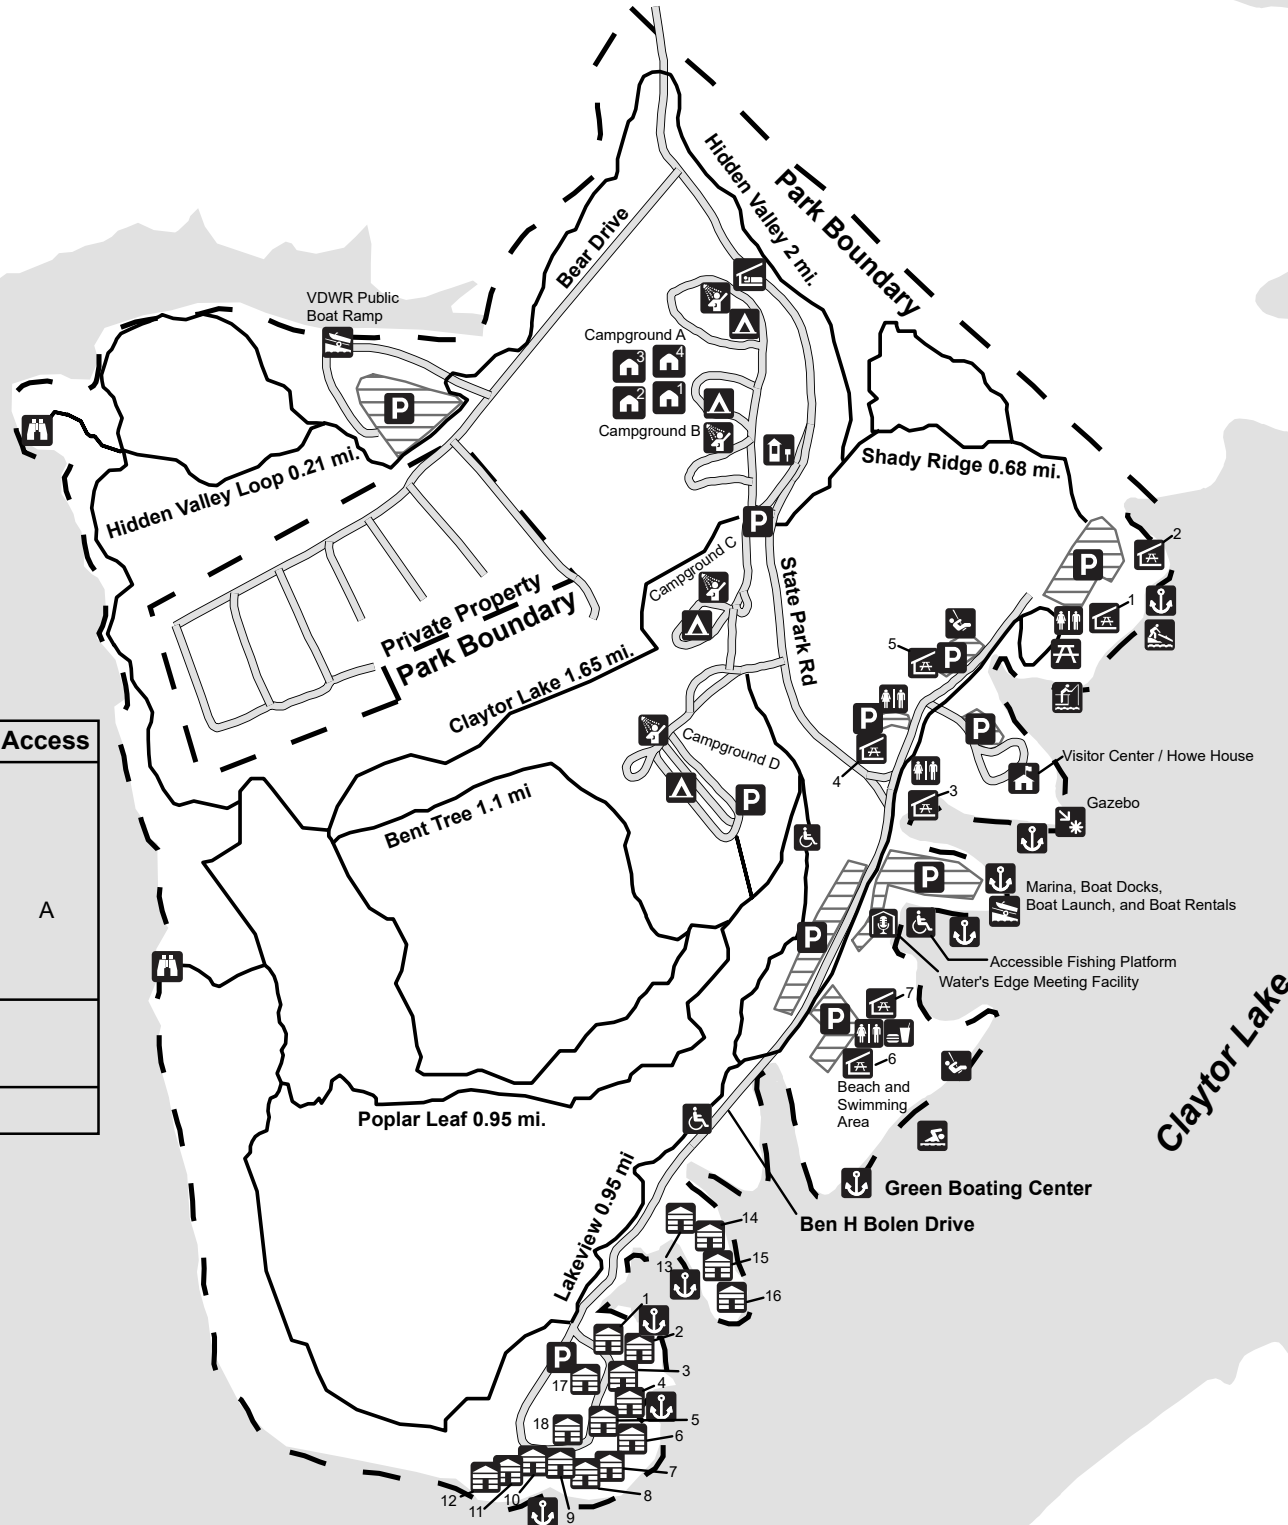 Hidden Valley 2 mi.
Park Boundary
Bear Drive
VDWR Public
Boat Ramp
Campground A
3
4
2
1
Campground B
P
Shady Ridge 0.68 mi.
Hidden Valley Loop 0.21 mi.
P
Campground C
State Park Rd
P
2
1
Private Property
Park Boundary
5
P
Claytor Lake 1.65 mi.
P
4
P
Campground D
Visitor Center / Howe House
Access
A
Bent Tree 1.1 mi
P
3
Gazebo
P
Marina, Boat Docks,
Boat Launch, and Boat Rentals
P
Accessible Fishing Platform
Water's Edge Meeting Facility
7
P
6
Beach and
Swimming
Area
Claytor Lake
Poplar Leaf 0.95 mi.
Green Boating Center
Ben H Bolen Drive
Lakeview 0.95 mi
14
13
15
16
1
2
P
3
17
4
5
18
6
7
8
12
10
11
9